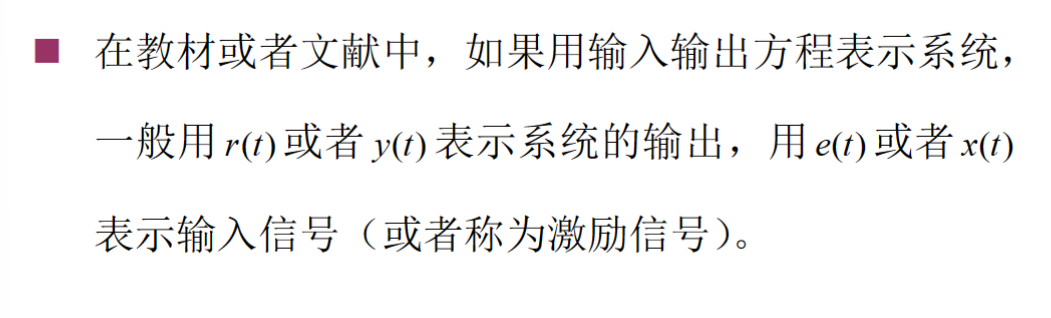 ■ 在教材或者文献中，如果用输入输出方程表示系统，
一般用 r(t) 或者 y(t) 表示系统的输出，用 e(t) 或者 x(t)
表示输入信号（或者称为激励信号）。